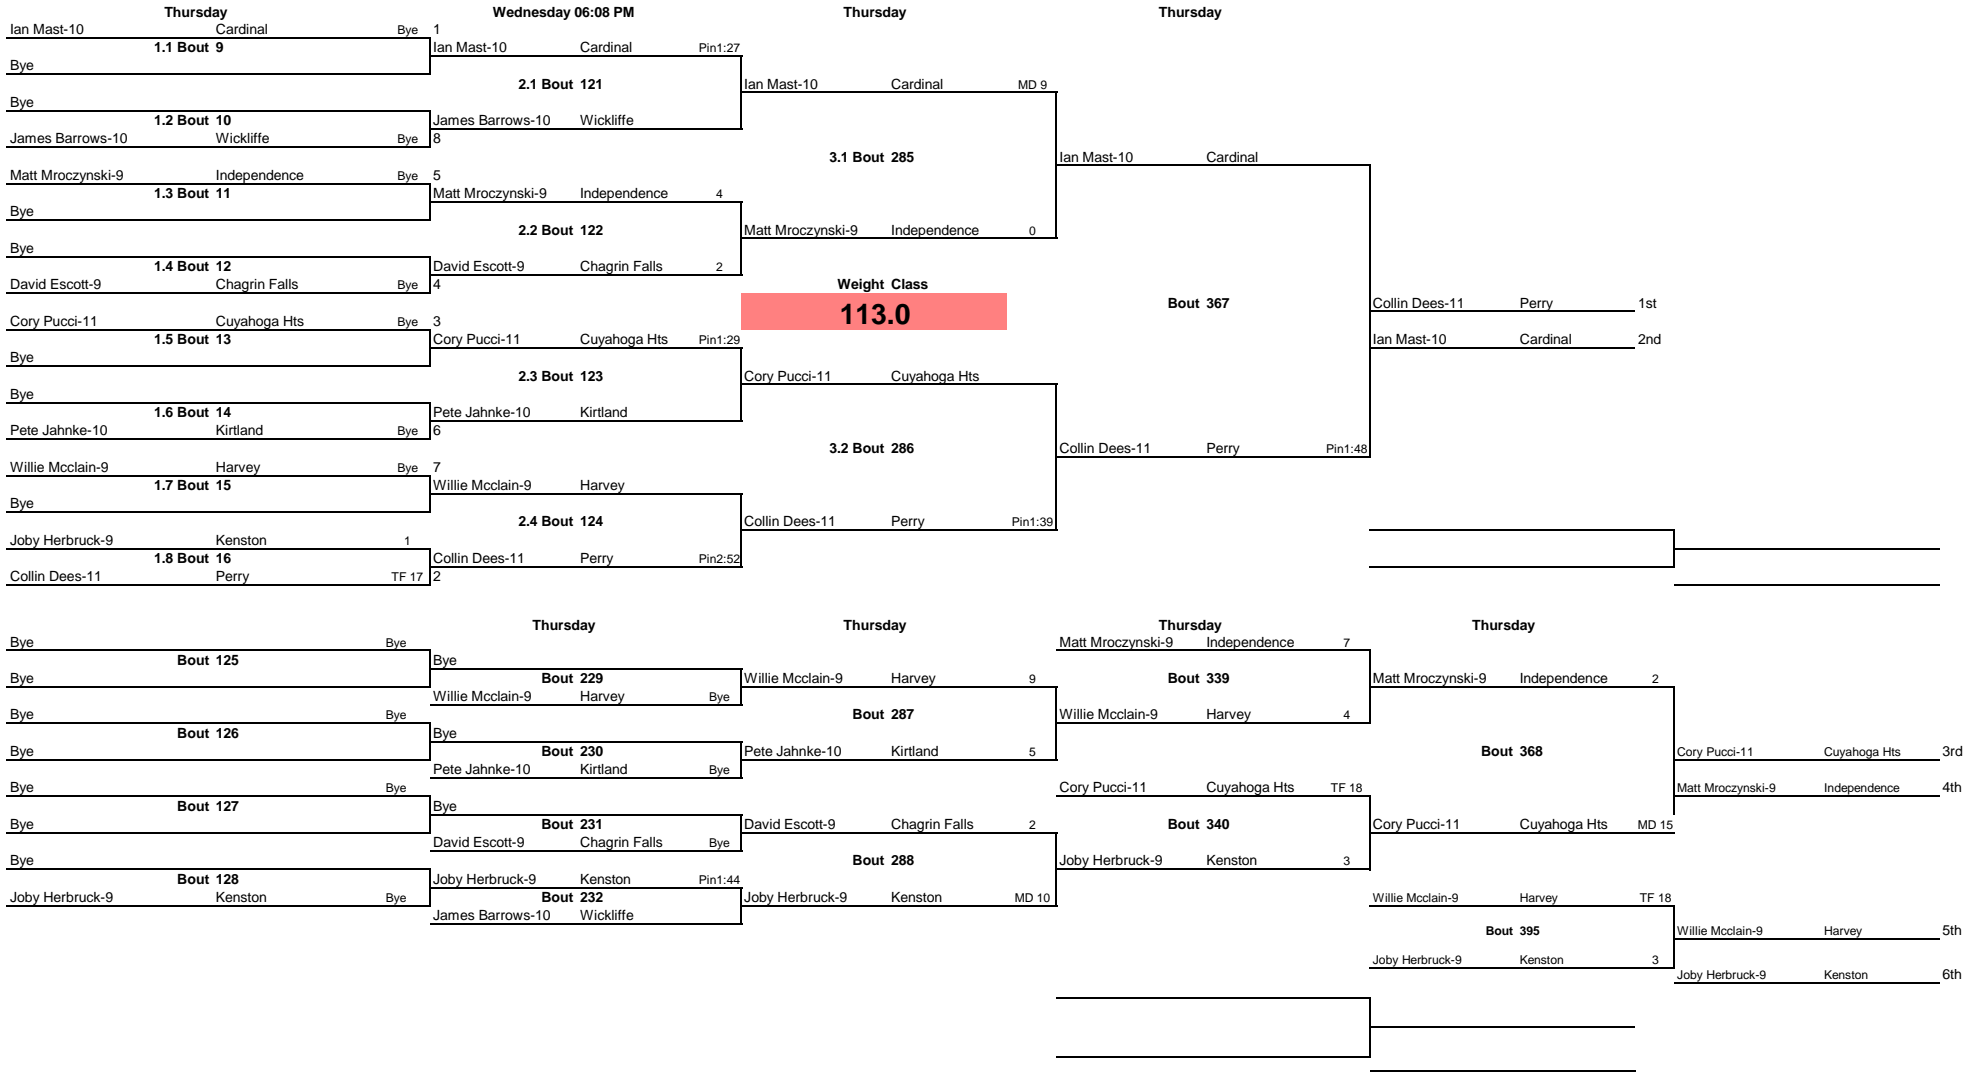 Thursday Wednesday 06:08 PM Thursday Thursday
Ian Mast-10 Cardinal Bye 1
1.1 Bout 9 Ian Mast-10 Cardinal Pin1:27
Bye
2.1 Bout 121 Ian Mast-10 Cardinal MD 9
Bye
1.2 Bout 10 James Barrows-10 Wickliffe
James Barrows-10 Wickliffe Bye 8
3.1 Bout 285 Ian Mast-10 Cardinal
Matt Mroczynski-9 Independence Bye 5
1.3 Bout 11 Matt Mroczynski-9 Independence 4
Bye
2.2 Bout 122 Matt Mroczynski-9 Independence 0
Bye
1.4 Bout 12 David Escott-9 Chagrin Falls 2
David Escott-9 Chagrin Falls Bye 4 Weight Class
Bout 367 Collin Dees-11 Perry 1st
113.0
Cory Pucci-11 Cuyahoga Hts Bye 3
1.5 Bout 13 Cory Pucci-11 Cuyahoga Hts Pin1:29 Ian Mast-10 Cardinal 2nd
Bye
2.3 Bout 123 Cory Pucci-11 Cuyahoga Hts
Bye
1.6 Bout 14 Pete Jahnke-10 Kirtland
Pete Jahnke-10 Kirtland Bye 6
3.2 Bout 286 Collin Dees-11 Perry Pin1:48
Willie Mcclain-9 Harvey Bye 7
1.7 Bout 15 Willie Mcclain-9 Harvey
Bye
2.4 Bout 124 Collin Dees-11 Perry Pin1:39
Joby Herbruck-9 Kenston 1
1.8 Bout 16 Collin Dees-11 Perry Pin2:52
Collin Dees-11 Perry TF 17 2
Thursday Thursday Thursday Thursday
Bye Bye Matt Mroczynski-9 Independence 7
Bout 125 Bye
Bye Bout 229 Willie Mcclain-9 Harvey 9 Bout 339 Matt Mroczynski-9 Independence 2
Willie Mcclain-9 Harvey Bye
Bye Bye Bout 287 Willie Mcclain-9 Harvey 4
Bout 126 Bye
Bye Bout 230 Pete Jahnke-10 Kirtland 5 Bout 368 Cory Pucci-11 Cuyahoga Hts 3rd
Pete Jahnke-10 Kirtland Bye
Bye Bye Cory Pucci-11 Cuyahoga Hts TF 18 Matt Mroczynski-9 Independence 4th
Bout 127 Bye
Bye Bout 231 David Escott-9 Chagrin Falls 2 Bout 340 Cory Pucci-11 Cuyahoga Hts MD 15
David Escott-9 Chagrin Falls Bye
Bye Bout 288 Joby Herbruck-9 Kenston 3
Bout 128 Joby Herbruck-9 Kenston Pin1:44
Joby Herbruck-9 Kenston Bye Bout 232 Joby Herbruck-9 Kenston MD 10 Willie Mcclain-9 Harvey TF 18
James Barrows-10 Wickliffe
Bout 395 Willie Mcclain-9 Harvey 5th
Joby Herbruck-9 Kenston 3
Joby Herbruck-9 Kenston 6th